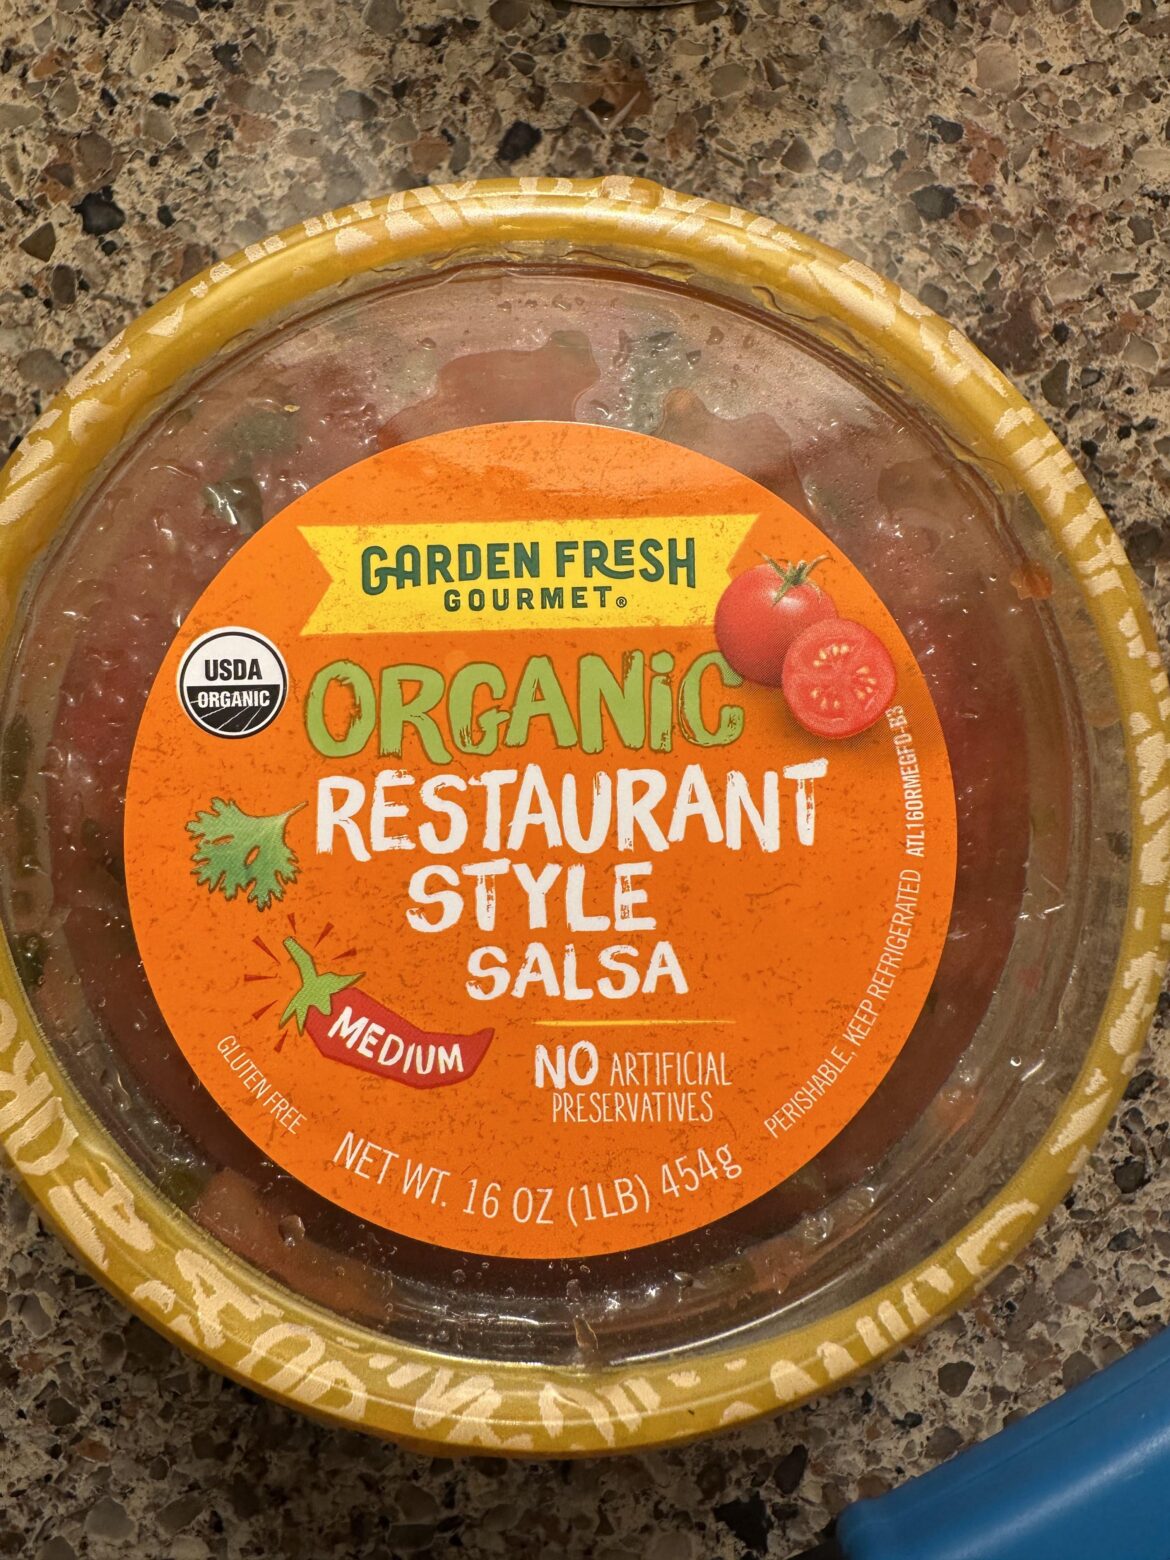 GARDEN FRESH
GOURMET®
USDA
ORGANIC
ORGANIC
RESTAURANT
STYLE
SALSA
MEDIUM
NO ARTIFICIAL
PRESERVATIVES
GLUTEN FREE
NET WT. 16 OZ (1LB) 454g
PERISHABLE, KEEP REFRIGERATED ATL16ORMEGFO-B3